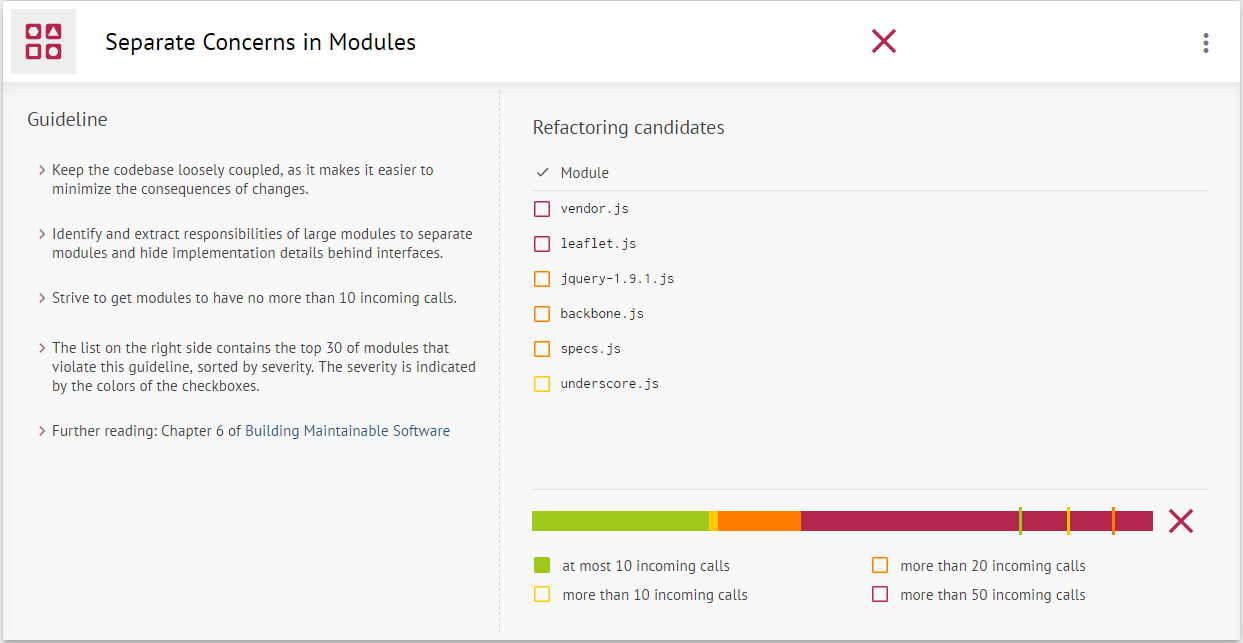 Separate Concerns in Modules
Guideline
Keep the codebase loosely coupled, as it makes it easier to
minimize the consequences of changes.
Identify and extract responsibilities of large modules to separate
modules and hide implementation details behind interfaces.
Strive to get modules to have no more than 10 incoming calls.
The list on the right side contains the top 30 of modules that
violate this guideline, sorted by severity. The severity is indicated
by the colors of the checkboxes.
Further reading: Chapter 6 of Building Maintainable Software
Refactoring candidates
Module
vendor.js
leaflet.js
jquery-1.9.1.js
backbone.js
specs.js
underscore.js
at most 10 incoming calls
more than 10 incoming calls
more than 20 incoming calls
more than 50 incoming calls